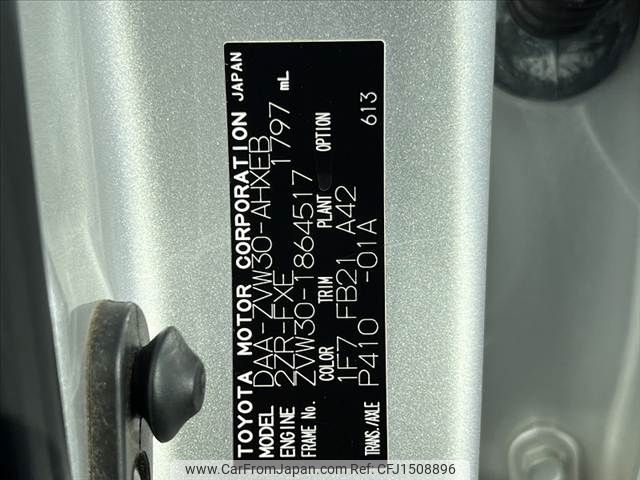 TOYOTA MOTOR CORPORATION JAPAN
MODEL DAA-ZVW30-AHXEB
ENGINE 2ZR-FXE 1797 mL
FRAME No. ZVW30-1864517
COLOR TRIM PLANT OPTION
1F7 FB21 A42 613
TRANS./AXLE P410 -01A
www.CarFromJapan.com - REF ID: CFJ1508896